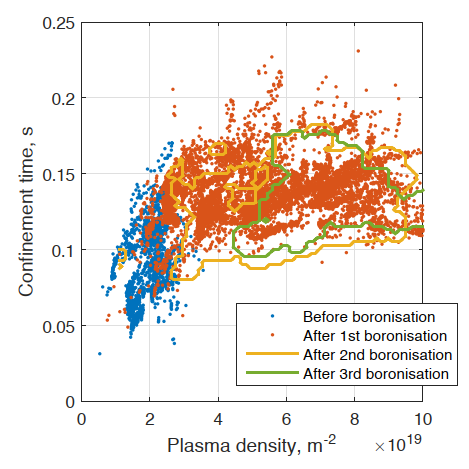 0.25
0.2
0.15
0.1
0.05
0
Confinement time, s
Before boronisation
After 1st boronisation
After 2nd boronisation
After 3rd boronisation
0 2 4 6 8 10
Plasma density, m⁻² ×10¹⁹